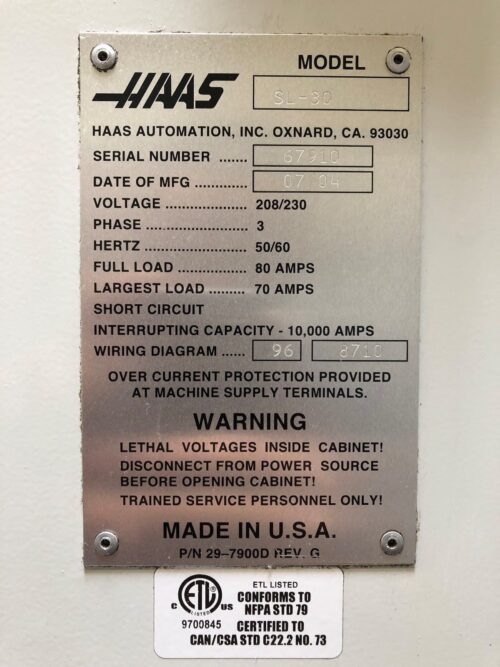 HAAS
MODEL
SL-30
HAAS AUTOMATION, INC. OXNARD, CA. 93030
SERIAL NUMBER ....... 67910
DATE OF MFG ............. 07 04
VOLTAGE .................... 208/230
PHASE ....................... 3
HERTZ ........................ 50/60
FULL LOAD ................. 80 AMPS
LARGEST LOAD ......... 70 AMPS
SHORT CIRCUIT
INTERRUPTING CAPACITY - 10,000 AMPS
WIRING DIAGRAM ...... 96 8710
OVER CURRENT PROTECTION PROVIDED
AT MACHINE SUPPLY TERMINALS.
WARNING
LETHAL VOLTAGES INSIDE CABINET!
DISCONNECT FROM POWER SOURCE
BEFORE OPENING CABINET!
TRAINED SERVICE PERSONNEL ONLY!
MADE IN U.S.A.
P/N 29-7900D REV. G
ETL LISTED
CONFORMS TO
NFPA STD 79
C ETL US
LISTED
9700845
CERTIFIED TO
CAN/CSA STD C22.2 NO. 73